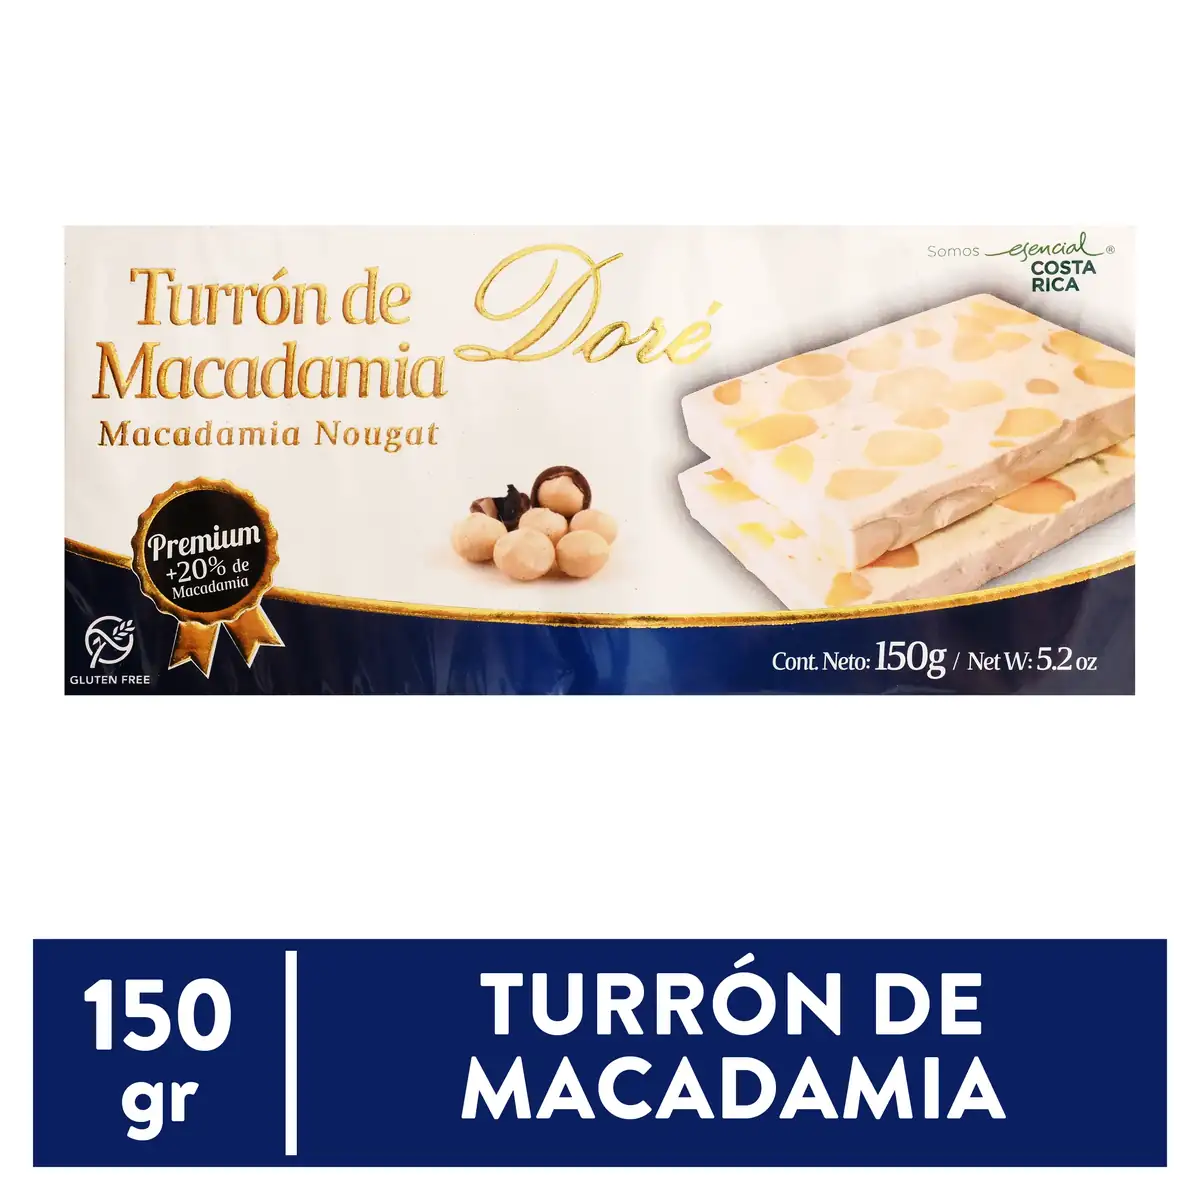 Turrón de
Macadamia
Macadamia Nougat
Doré
Somos esencial ®
COSTA
RICA
Premium
+20% de
Macadamia
GLUTEN FREE
Cont. Neto: 150g / Net W: 5.2 oz
150
gr
TURRÓN DE
MACADAMIA